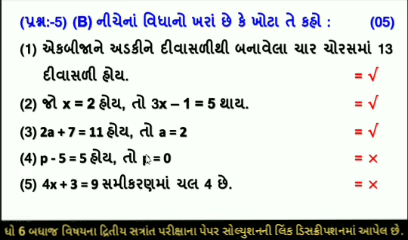 (પ્રશ્ન:-5) (B) નીચેનાં વિધાનો ખરાં છે કે ખોટા તે કહો : (05)
(1) એકબીજાને અડકીને દીવાસળીથી બનાવેલા ચાર ચોરસમાં 13
દીવાસળી હોય. = √
(2) જો x = 2 હોય, તો 3x – 1 = 5 થાય. = √
(3) 2a + 7 = 11 હોય, તો a = 2 = √
(4) p - 5 = 5 હોય, તો p = 0 = ×
(5) 4x + 3 = 9 સમીકરણમાં ચલ 4 છે. = ×
ધો 6 બધાજ વિષયના દ્વિતીય સત્રાંત પરીક્ષાના પેપર સોલ્યુશનની લિંક ડિસક્રીપશનમાં આપેલ છે.